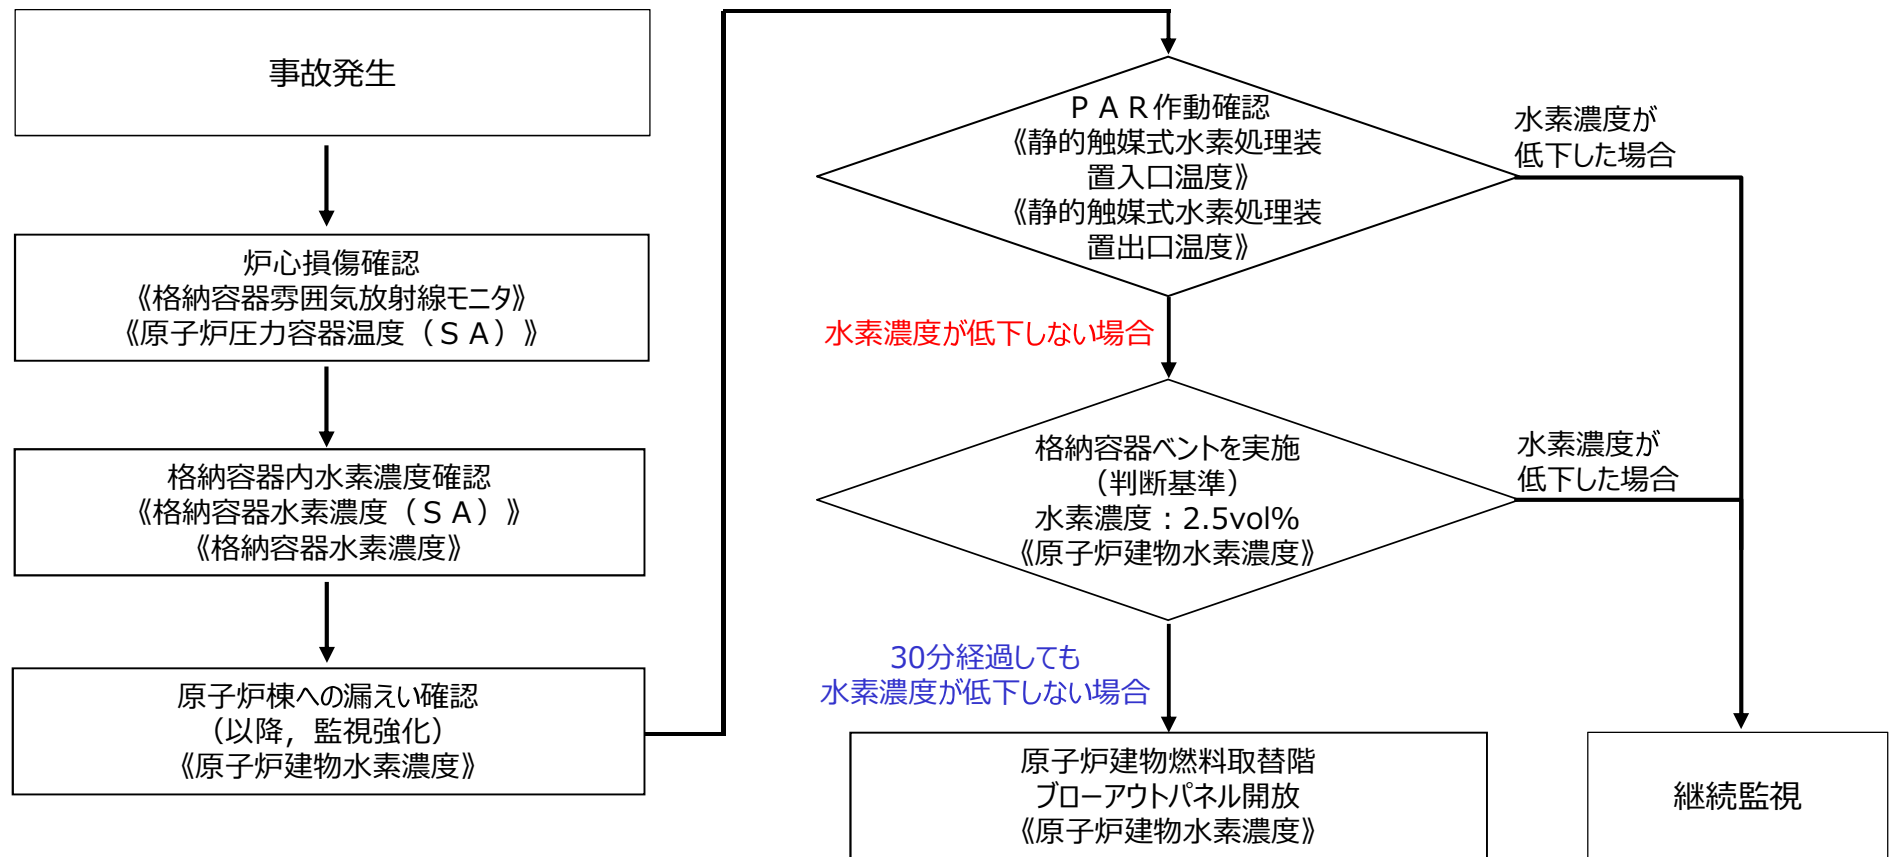 事故発生
炉心損傷確認
《格納容器雰囲気放射線モニタ》
《原子炉圧力容器温度（ＳＡ）》
格納容器内水素濃度確認
《格納容器水素濃度（ＳＡ）》
《格納容器水素濃度》
原子炉棟への漏えい確認
（以降，監視強化）
《原子炉建物水素濃度》
ＰＡＲ作動確認
《静的触媒式水素処理装
置入口温度》
《静的触媒式水素処理装
置出口温度》
水素濃度が
低下した場合
水素濃度が低下しない場合
格納容器ベントを実施
（判断基準）
水素濃度：2.5vol%
《原子炉建物水素濃度》
水素濃度が
低下した場合
30分経過しても
水素濃度が低下しない場合
原子炉建物燃料取替階
ブローアウトパネル開放
《原子炉建物水素濃度》
継続監視